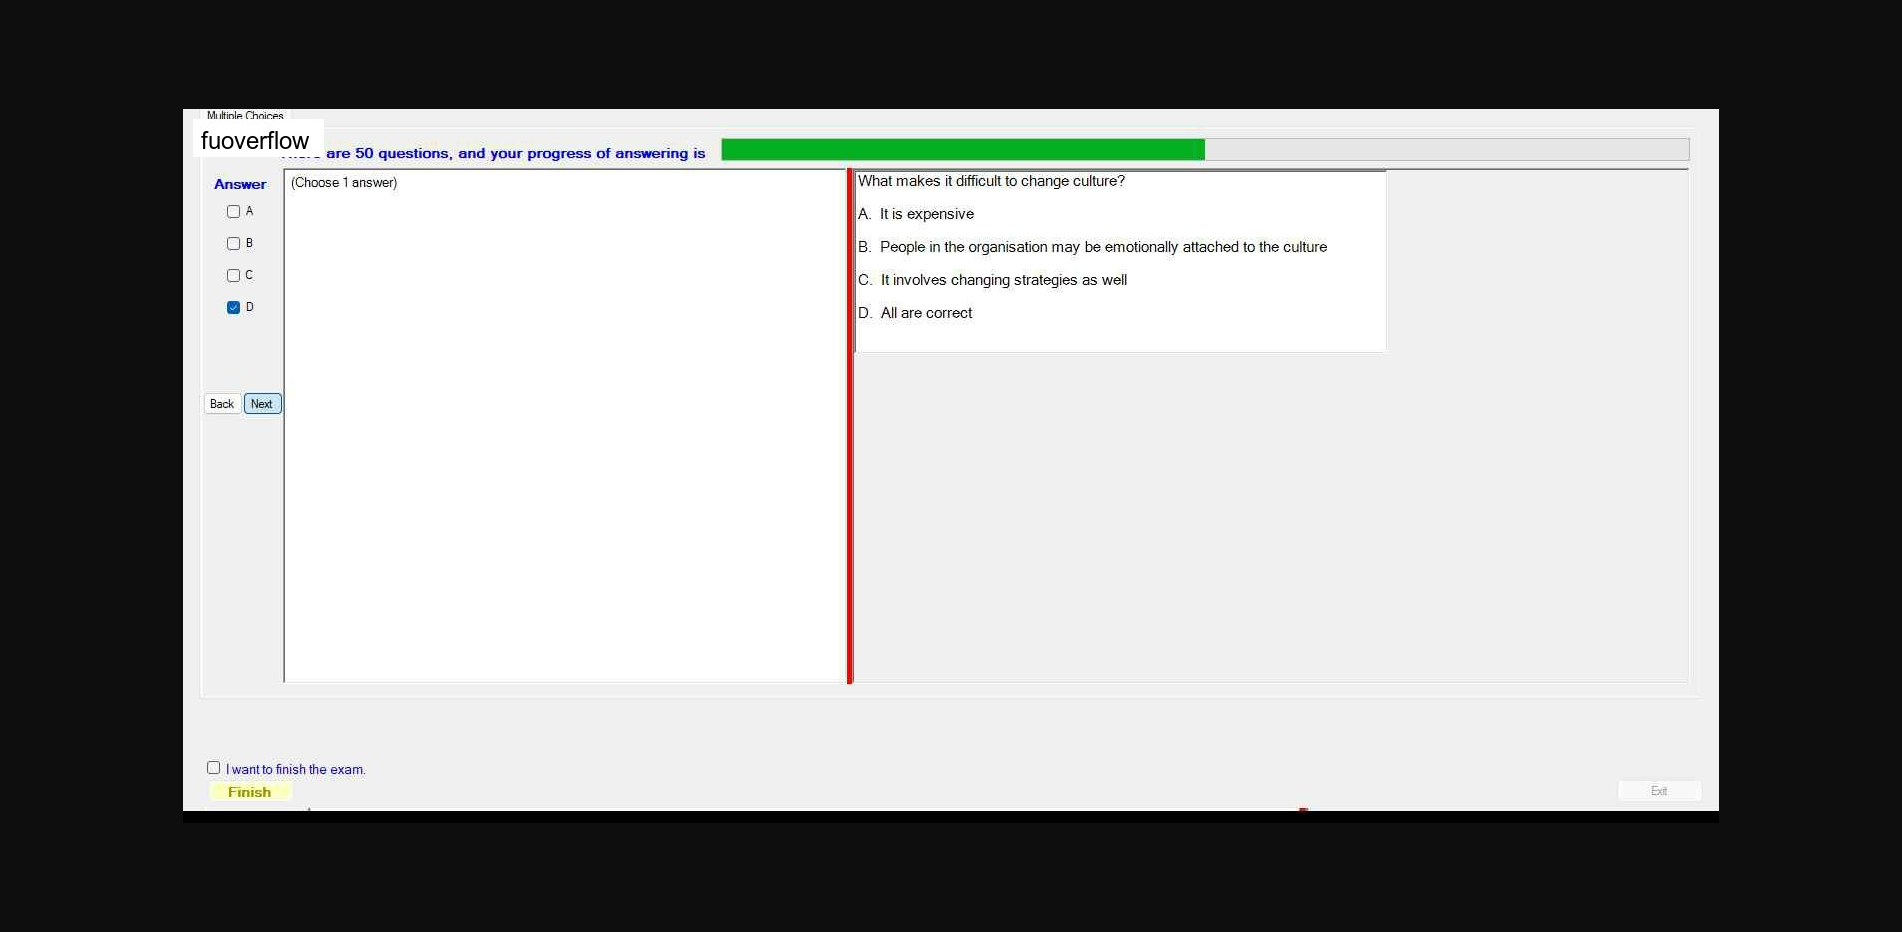 Multiple Choices
fuoverflow
are 50 questions, and your progress of answering is
Answer
(Choose 1 answer)
A
B
C
D
Back
Next
What makes it difficult to change culture?
A. It is expensive
B. People in the organisation may be emotionally attached to the culture
C. It involves changing strategies as well
D. All are correct
I want to finish the exam.
Finish
Exit